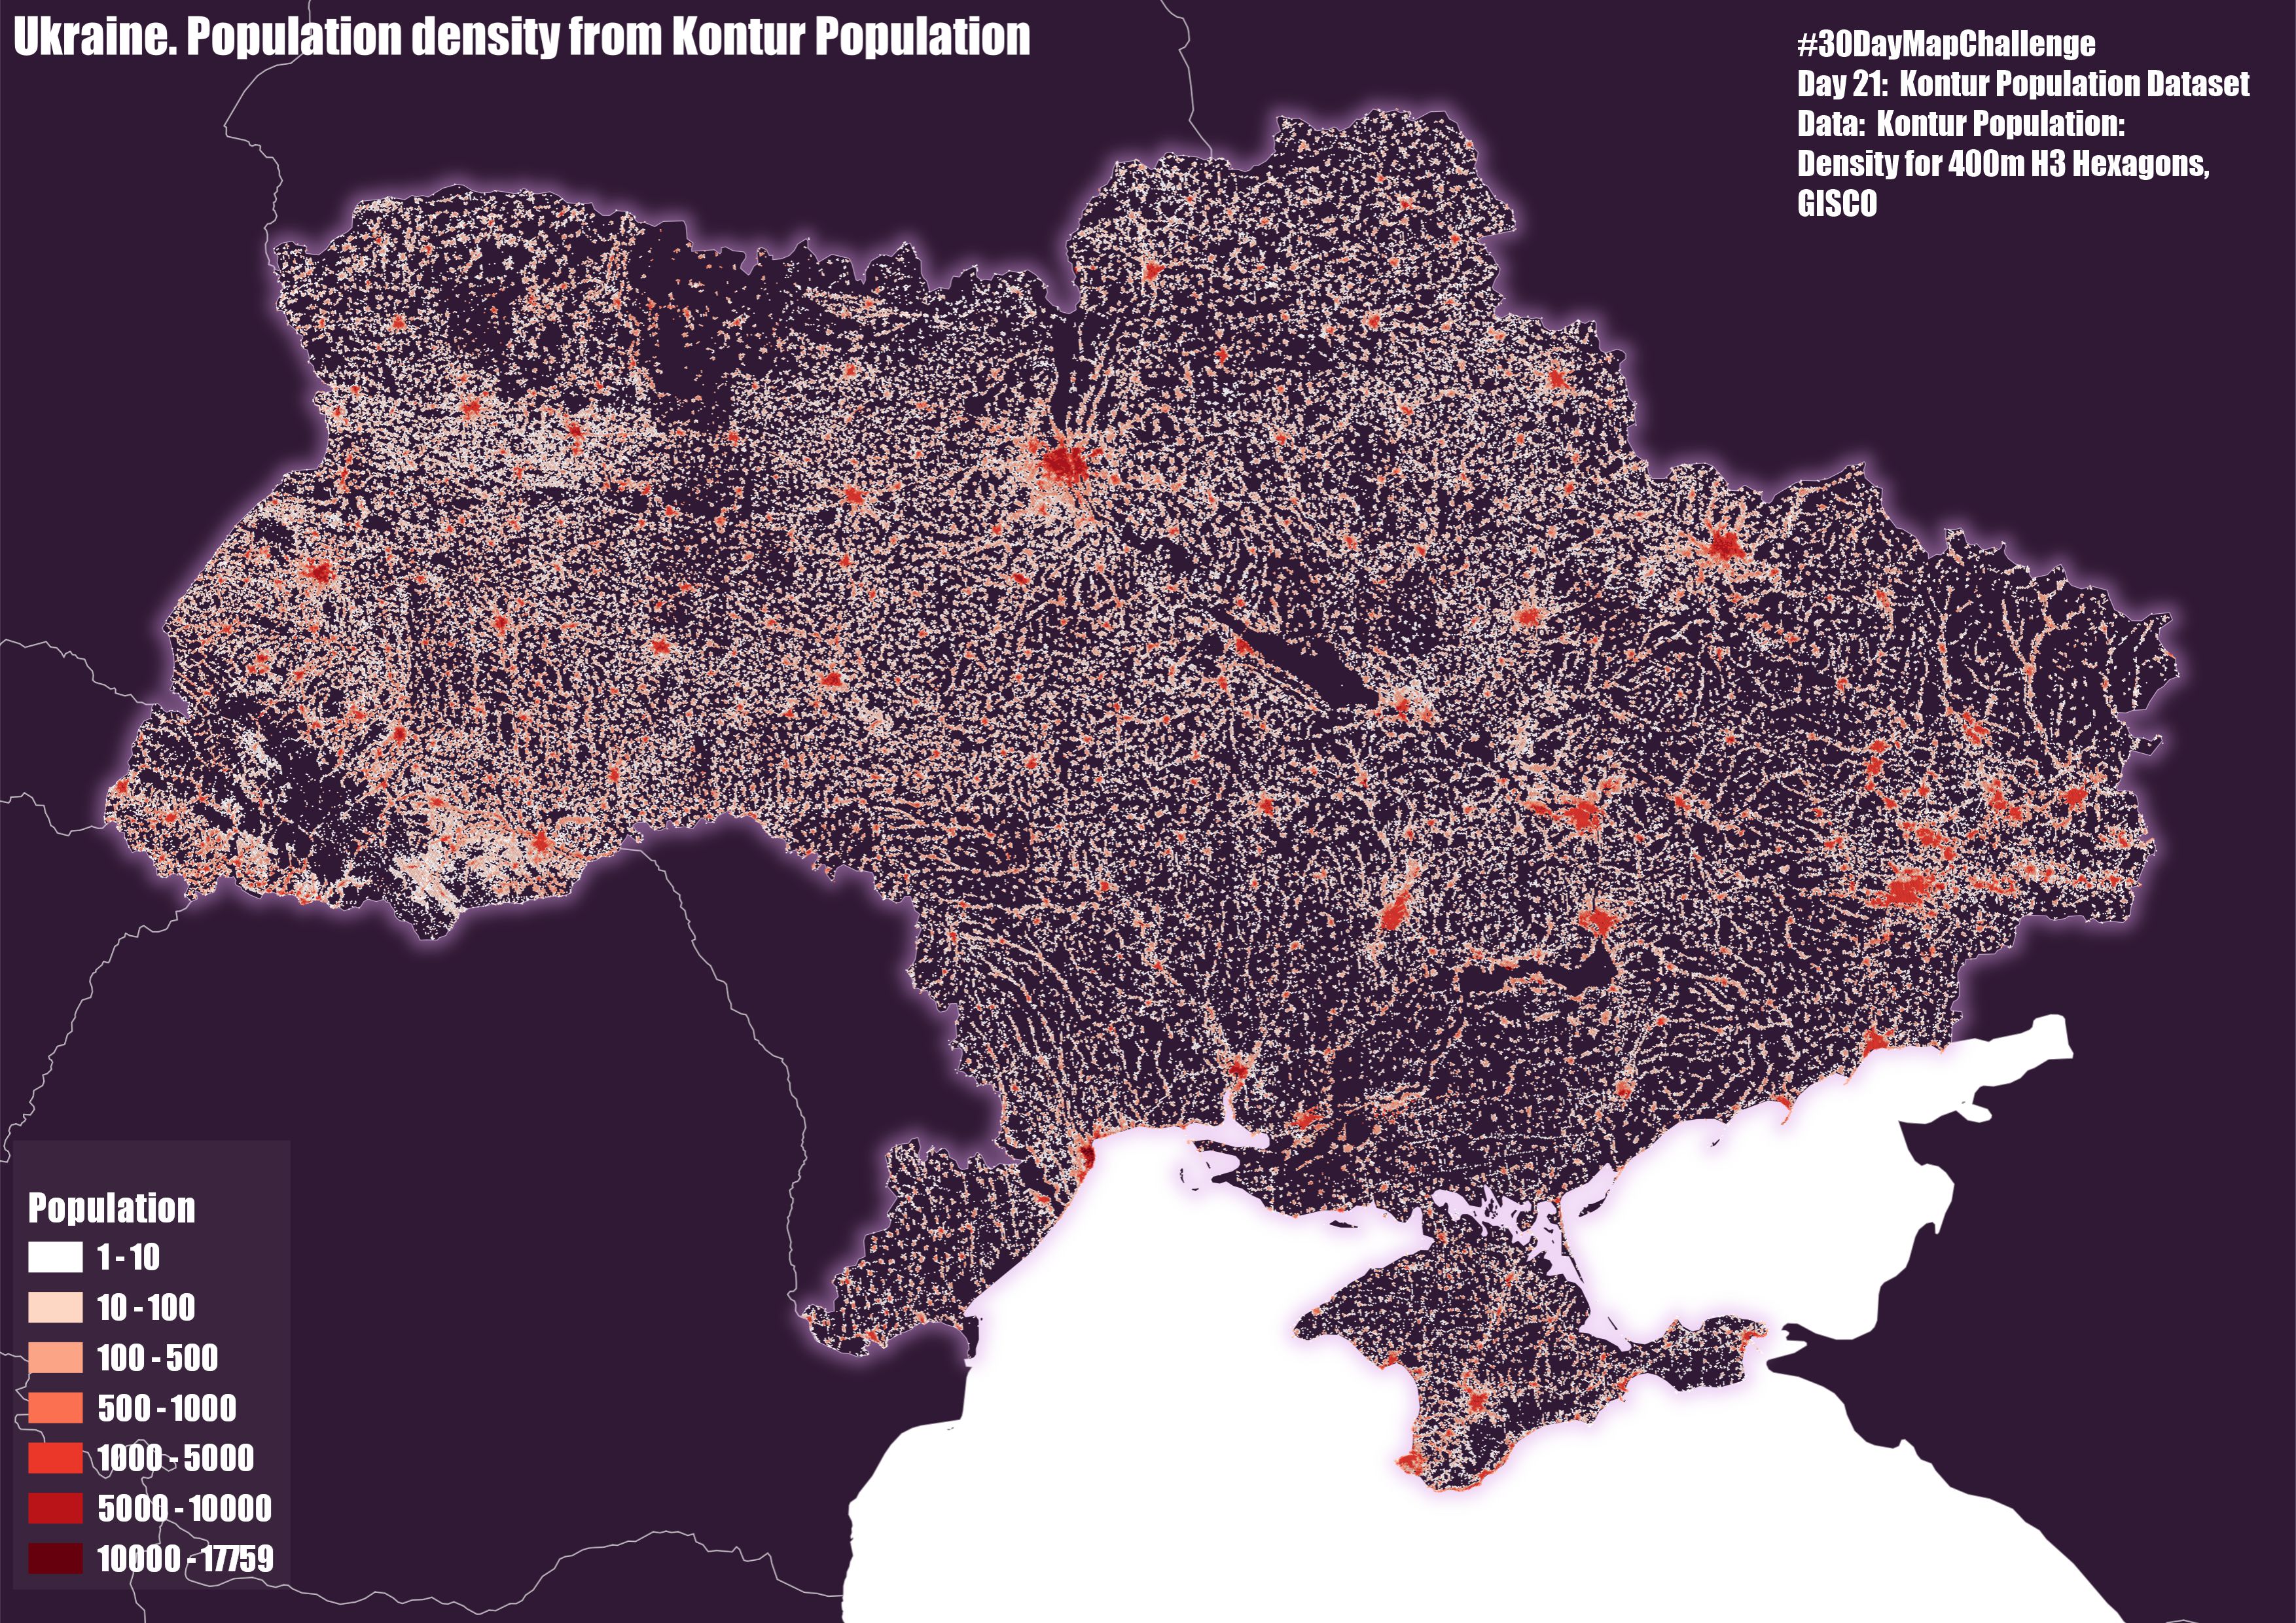 Ukraine. Population density from Kontur Population
#30DayMapChallenge
Day 21: Kontur Population Dataset
Data: Kontur Population:
Density for 400m H3 Hexagons,
GISCO
Population
1 - 10
10 - 100
100 - 500
500 - 1000
1000 - 5000
5000 - 10000
10000 - 17759